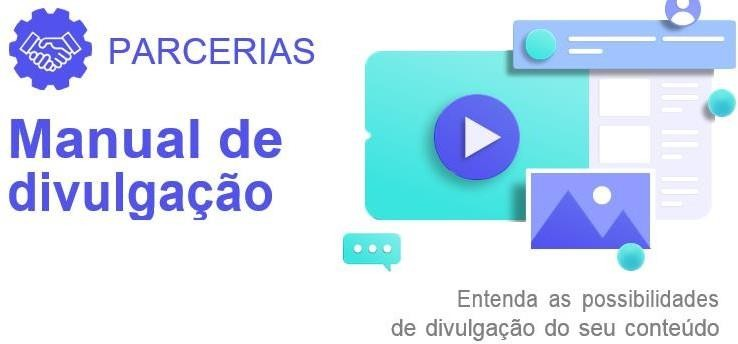 PARCERIAS
Manual de
divulgação
Entenda as possibilidades
de divulgação do seu conteúdo